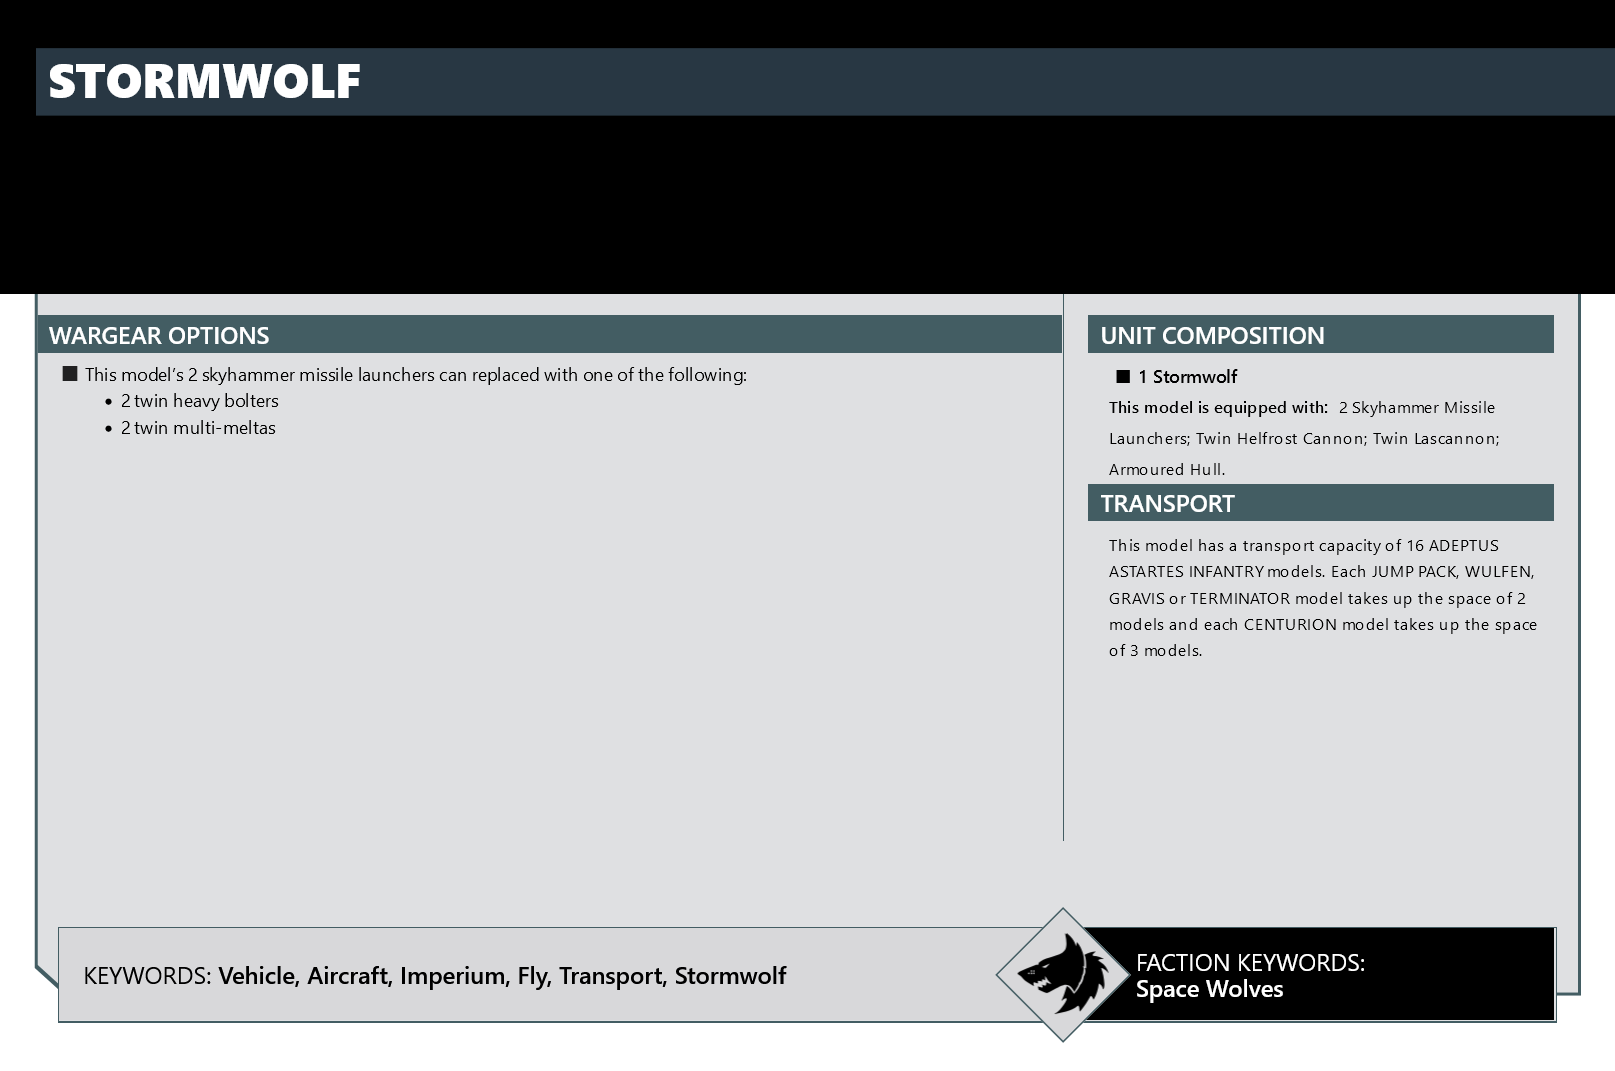 STORMWOLF
WARGEAR OPTIONS
■ This model's 2 skyhammer missile launchers can replaced with one of the following:
• 2 twin heavy bolters
• 2 twin multi-meltas
UNIT COMPOSITION
■ 1 Stormwolf
This model is equipped with: 2 Skyhammer Missile
Launchers; Twin Helfrost Cannon; Twin Lascannon;
Armoured Hull.
TRANSPORT
This model has a transport capacity of 16 ADEPTUS
ASTARTES INFANTRY models. Each JUMP PACK, WULFEN,
GRAVIS or TERMINATOR model takes up the space of 2
models and each CENTURION model takes up the space
of 3 models.
KEYWORDS: Vehicle, Aircraft, Imperium, Fly, Transport, Stormwolf
FACTION KEYWORDS:
Space Wolves